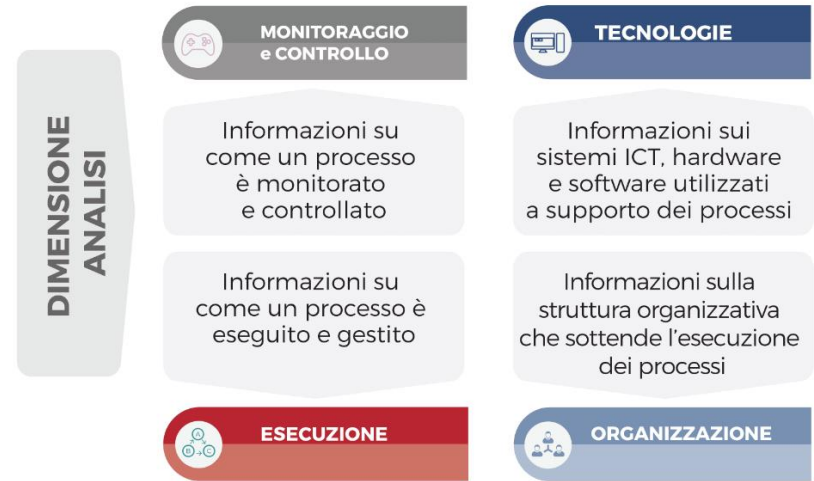 DIMENSIONE
ANALISI
MONITORAGGIO
e CONTROLLO
Informazioni su
come un processo
è monitorato
e controllato
TECNOLOGIE
Informazioni sui
sistemi ICT, hardware
e software utilizzati
a supporto dei processi
Informazioni su
come un processo è
eseguito e gestito
A
B
C
ESECUZIONE
Informazioni sulla
struttura organizzativa
che sottende l’esecuzione
dei processi
ORGANIZZAZIONE